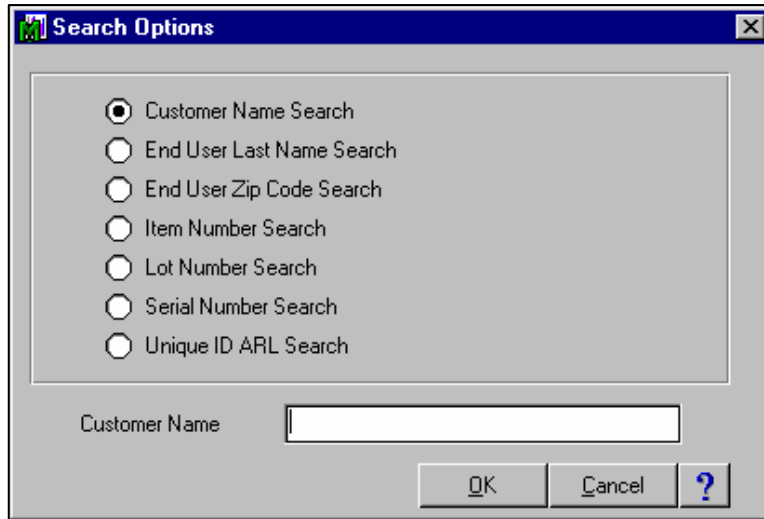 Search Options
Customer Name Search
End User Last Name Search
End User Zip Code Search
Item Number Search
Lot Number Search
Serial Number Search
Unique ID ARL Search
Customer Name
OK Cancel ?